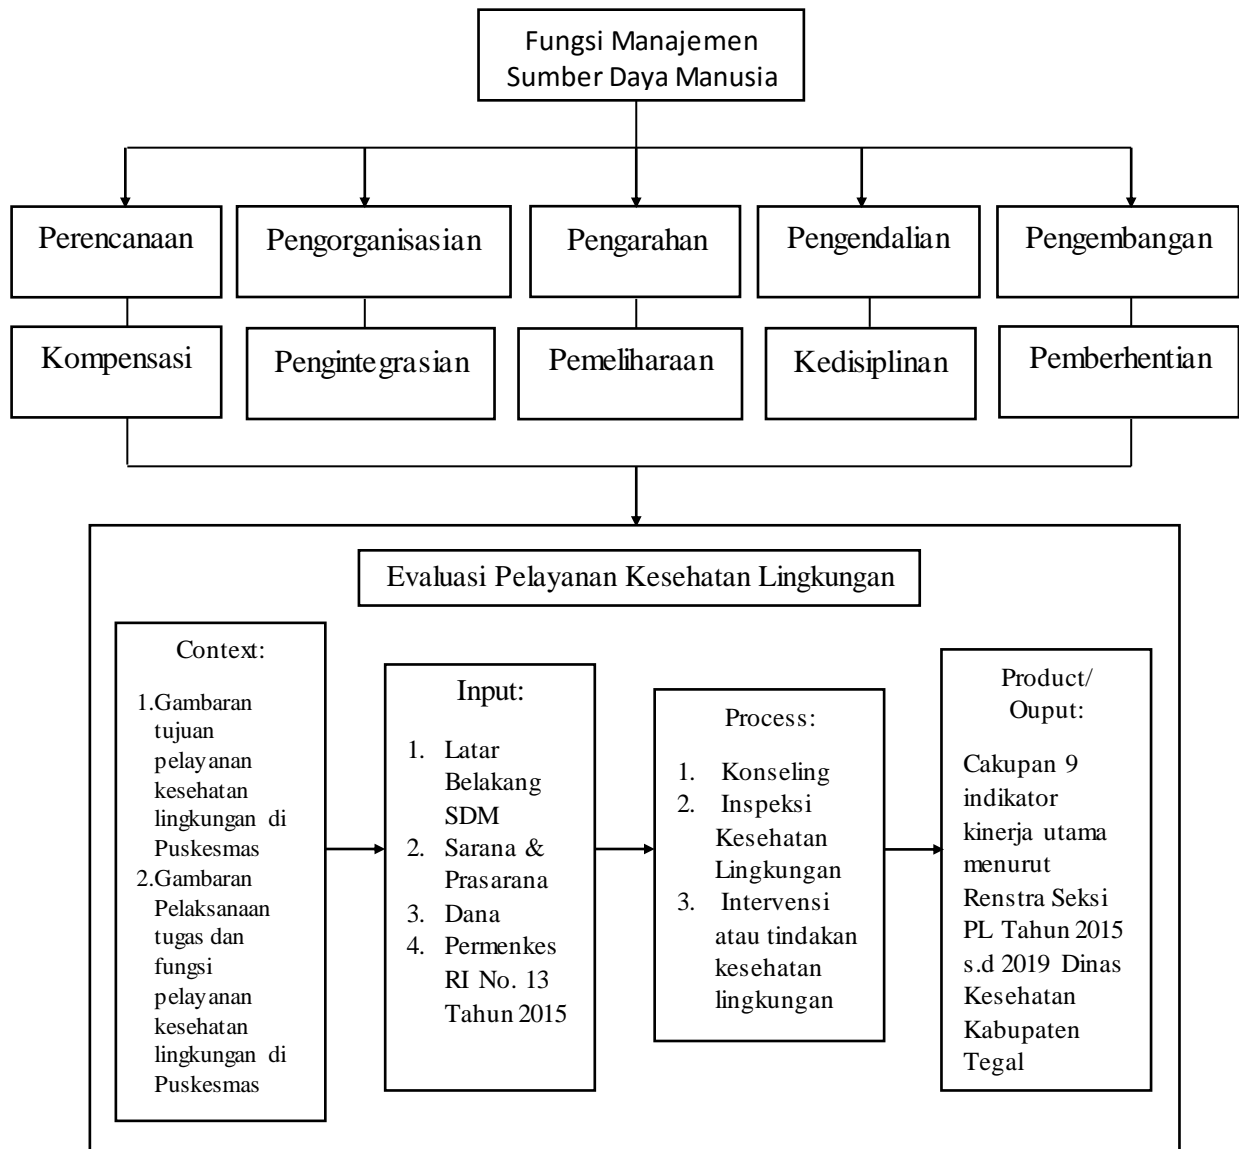 Fungsi Manajemen
Sumber Daya Manusia
Perencanaan
Pengorganisasian
Pengarahan
Pengendalian
Pengembangan
Kompensasi
Pengintegrasian
Pemeliharaan
Kedisiplinan
Pemberhentian
Evaluasi Pelayanan Kesehatan Lingkungan
Context:
1.Gambaran
tujuan
pelayanan
kesehatan
lingkungan di
Puskesmas
2.Gambaran
Pelaksanaan
tugas dan
fungsi
pelayanan
kesehatan
lingkungan di
Puskesmas
Input:
1. Latar
Belakang
SDM
2. Sarana &
Prasarana
3. Dana
4. Permenkes
RI No. 13
Tahun 2015
Process:
1. Konseling
2. Inspeksi
Kesehatan
Lingkungan
3. Intervensi
atau tindakan
kesehatan
lingkungan
Product/
Ouput:
Cakupan 9
indikator
kinerja utama
menurut
Renstra Seksi
PL Tahun 2015
s.d 2019 Dinas
Kesehatan
Kabupaten
Tegal